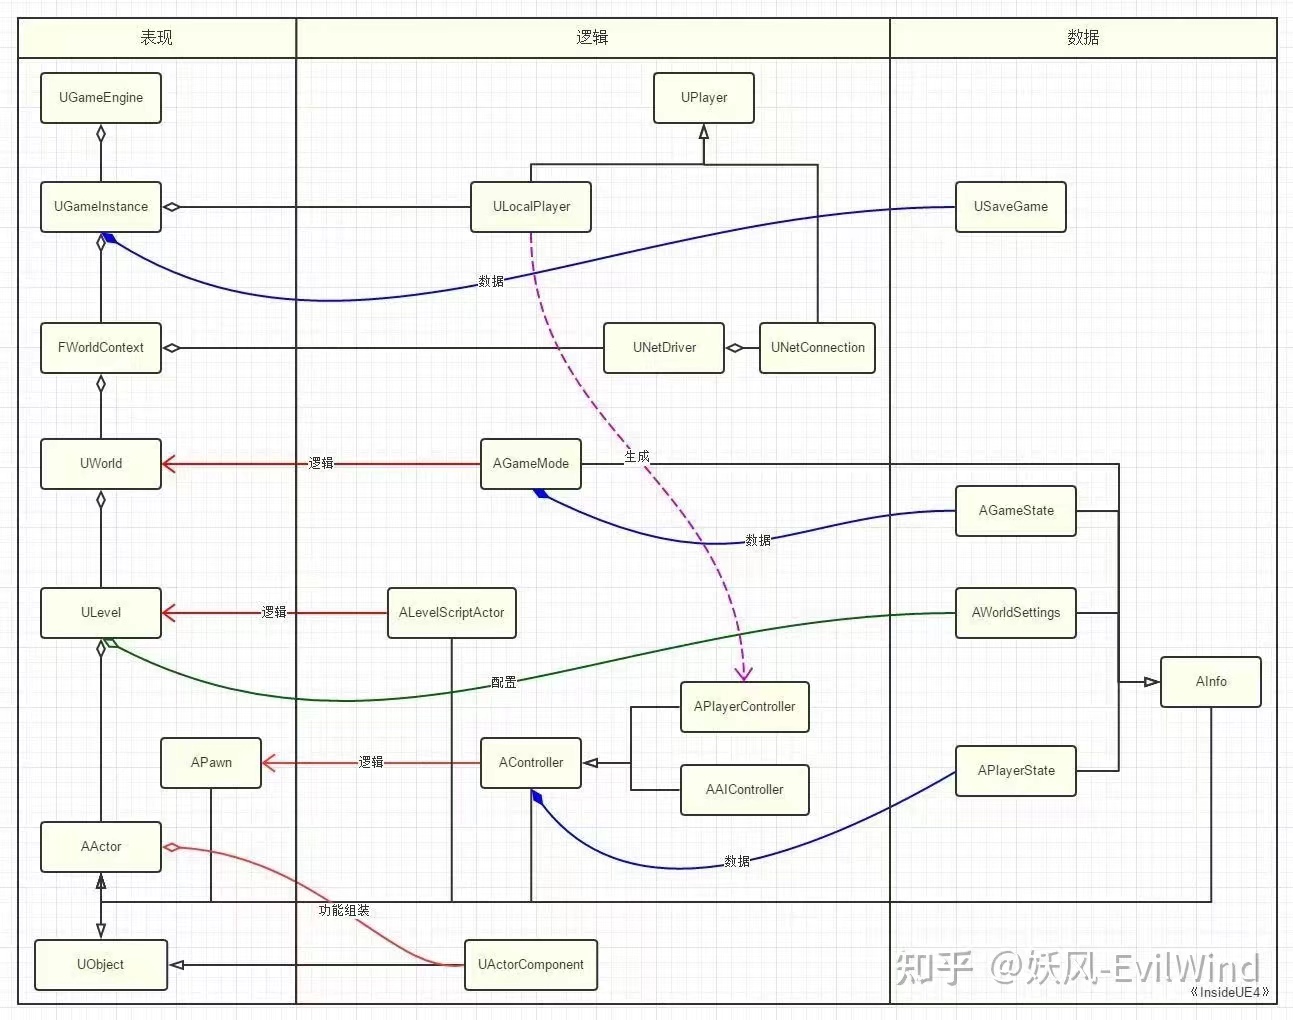 表现
逻辑
数据
UGameEngine
UPlayer
UGameInstance
ULocalPlayer
USaveGame
数据
FWorldContext
UNetDriver
UNetConnection
生成
UWorld
逻辑
AGameMode
AGameState
数据
ULevel
逻辑
ALevelScriptActor
AWorldSettings
配置
AInfo
APlayerController
APawn
逻辑
AController
APlayerState
AAIController
AActor
数据
功能组装
UObject
UActorComponent
知乎 @妖风-EvilWind
《InsideUE4》